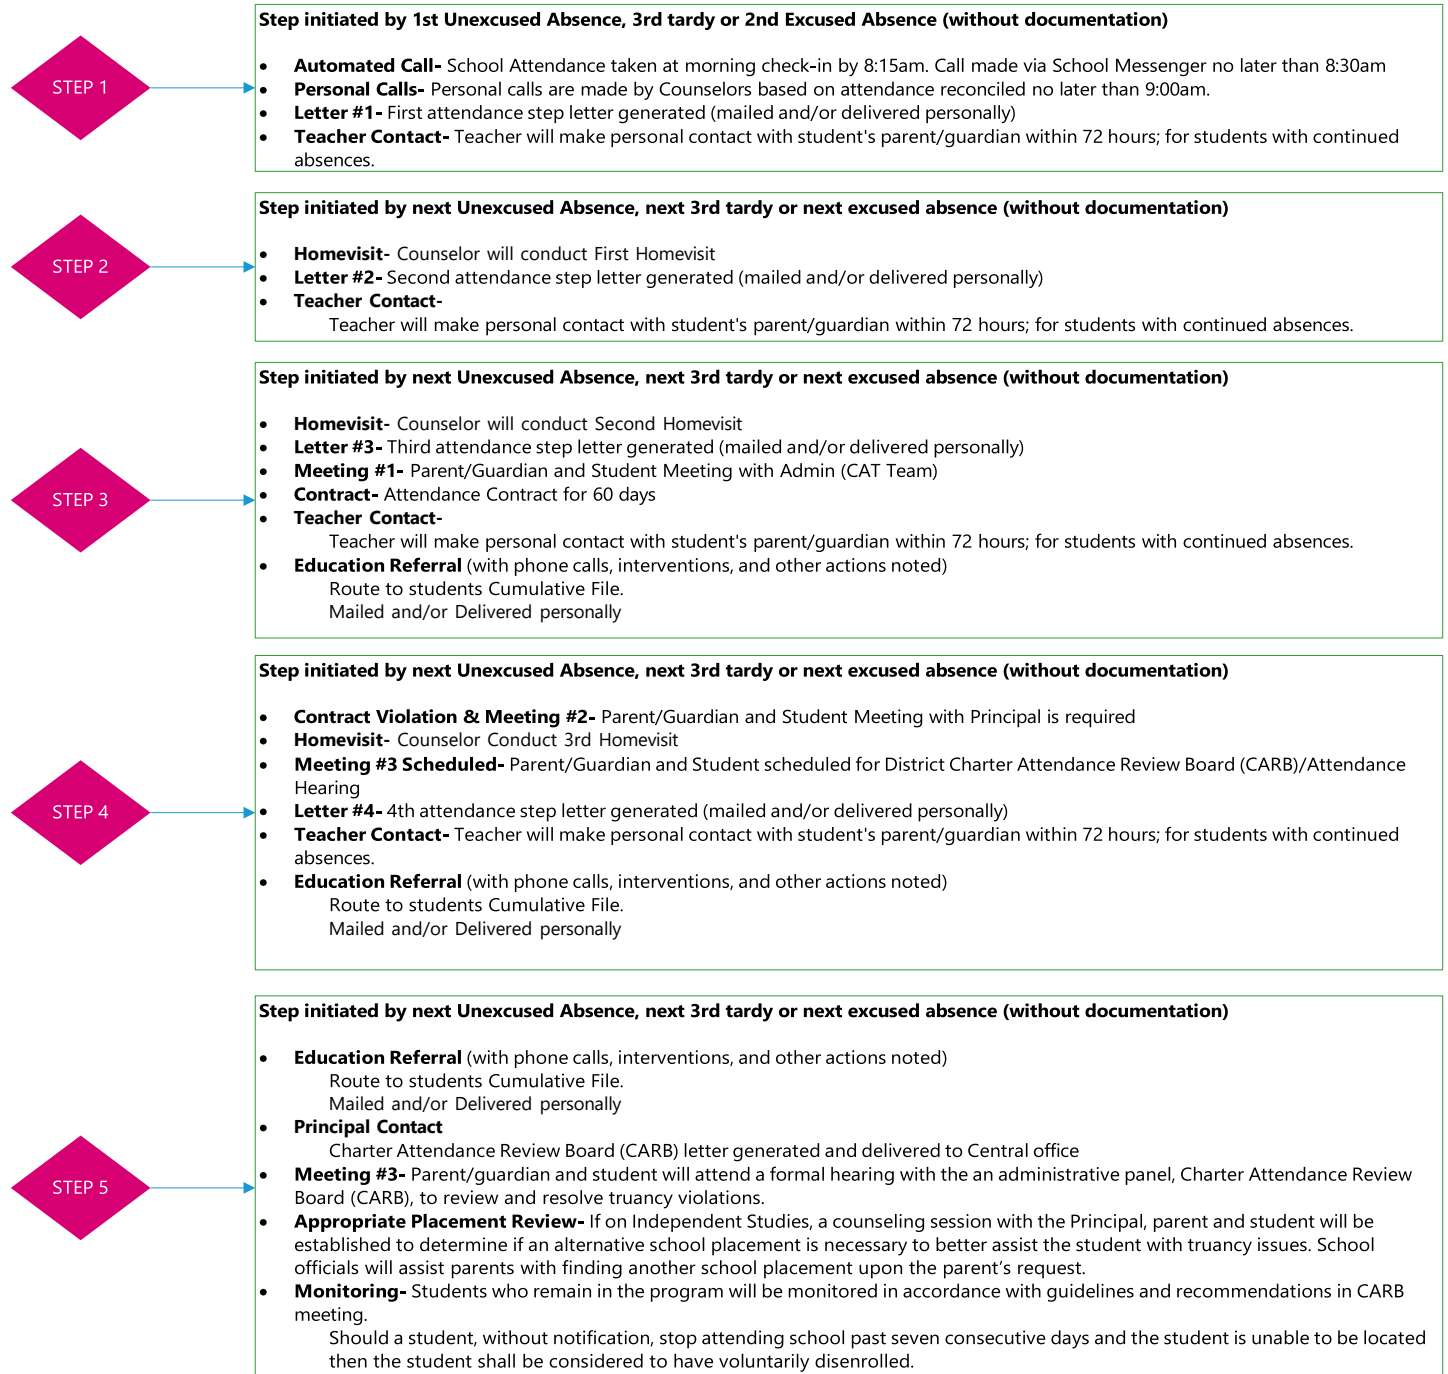 Step initiated by 1st Unexcused Absence, 3rd tardy or 2nd Excused Absence (without documentation)
STEP 1
• Automated Call- School Attendance taken at morning check-in by 8:15am. Call made via School Messenger no later than 8:30am
• Personal Calls- Personal calls are made by Counselors based on attendance reconciled no later than 9:00am.
• Letter #1- First attendance step letter generated (mailed and/or delivered personally)
• Teacher Contact- Teacher will make personal contact with student's parent/guardian within 72 hours; for students with continued
absences.
Step initiated by next Unexcused Absence, next 3rd tardy or next excused absence (without documentation)
STEP 2
• Homevisit- Counselor will conduct First Homevisit
• Letter #2- Second attendance step letter generated (mailed and/or delivered personally)
• Teacher Contact-
Teacher will make personal contact with student's parent/guardian within 72 hours; for students with continued absences.
Step initiated by next Unexcused Absence, next 3rd tardy or next excused absence (without documentation)
STEP 3
• Homevisit- Counselor will conduct Second Homevisit
• Letter #3- Third attendance step letter generated (mailed and/or delivered personally)
• Meeting #1- Parent/Guardian and Student Meeting with Admin (CAT Team)
• Contract- Attendance Contract for 60 days
• Teacher Contact-
Teacher will make personal contact with student's parent/guardian within 72 hours; for students with continued absences.
• Education Referral (with phone calls, interventions, and other actions noted)
Route to students Cumulative File.
Mailed and/or Delivered personally
Step initiated by next Unexcused Absence, next 3rd tardy or next excused absence (without documentation)
STEP 4
• Contract Violation & Meeting #2- Parent/Guardian and Student Meeting with Principal is required
• Homevisit- Counselor Conduct 3rd Homevisit
• Meeting #3 Scheduled- Parent/Guardian and Student scheduled for District Charter Attendance Review Board (CARB)/Attendance
Hearing
• Letter #4- 4th attendance step letter generated (mailed and/or delivered personally)
• Teacher Contact- Teacher will make personal contact with student's parent/guardian within 72 hours; for students with continued
absences.
• Education Referral (with phone calls, interventions, and other actions noted)
Route to students Cumulative File.
Mailed and/or Delivered personally
Step initiated by next Unexcused Absence, next 3rd tardy or next excused absence (without documentation)
STEP 5
• Education Referral (with phone calls, interventions, and other actions noted)
Route to students Cumulative File.
Mailed and/or Delivered personally
• Principal Contact
Charter Attendance Review Board (CARB) letter generated and delivered to Central office
• Meeting #3- Parent/guardian and student will attend a formal hearing with the an administrative panel, Charter Attendance Review
Board (CARB), to review and resolve truancy violations.
• Appropriate Placement Review- If on Independent Studies, a counseling session with the Principal, parent and student will be
established to determine if an alternative school placement is necessary to better assist the student with truancy issues. School
officials will assist parents with finding another school placement upon the parent’s request.
• Monitoring- Students who remain in the program will be monitored in accordance with guidelines and recommendations in CARB
meeting.
Should a student, without notification, stop attending school past seven consecutive days and the student is unable to be located
then the student shall be considered to have voluntarily disenrolled.